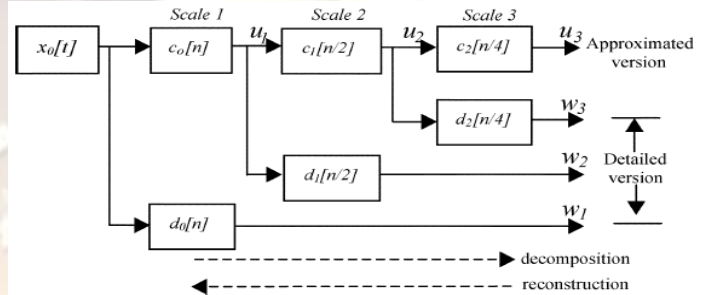 Scale 1 Scale 2 Scale 3
x₀[t] cₒ[n] u₁ c₁[n/2] u₂ c₂[n/4] u₃ Approximated
version
d₂[n/4] w₃
d₁[n/2] w₂ Detailed
version
d₀[n] w₁
decomposition
reconstruction